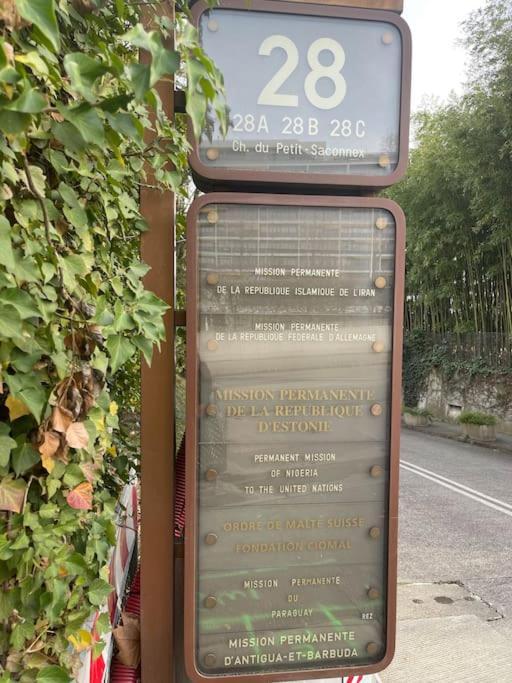 28
28A 28B 28C
Ch. du Petit-Saconnex
MISSION PERMANENTE
DE LA REPUBLIQUE ISLAMIQUE DE L'IRAN
MISSION PERMANENTE
DE LA REPUBLIQUE FEDERALE D'ALLEMAGNE
MISSION PERMANENTE
DE LA REPUBLIQUE
D'ESTONIE
PERMANENT MISSION
OF NIGERIA
TO THE UNITED NATIONS
ORDRE DE MALTE SUISSE
FONDATION CIOMAL
MISSION PERMANENTE
DU
PARAGUAY REZ
MISSION PERMANENTE
D'ANTIGUA-ET-BARBUDA